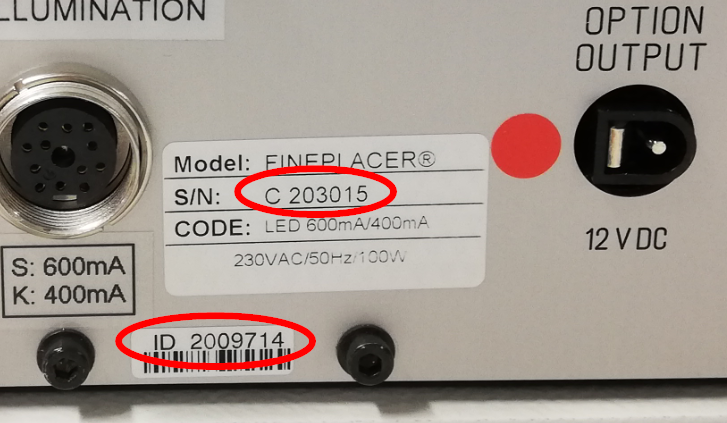 ILLUMINATION
OPTION
OUTPUT
Model: FINEPLACER®
S/N: C 203015
CODE: LED 600mA/400mA
230VAC/50Hz/100W
12 V DC
S: 600mA
K: 400mA
ID 2009714